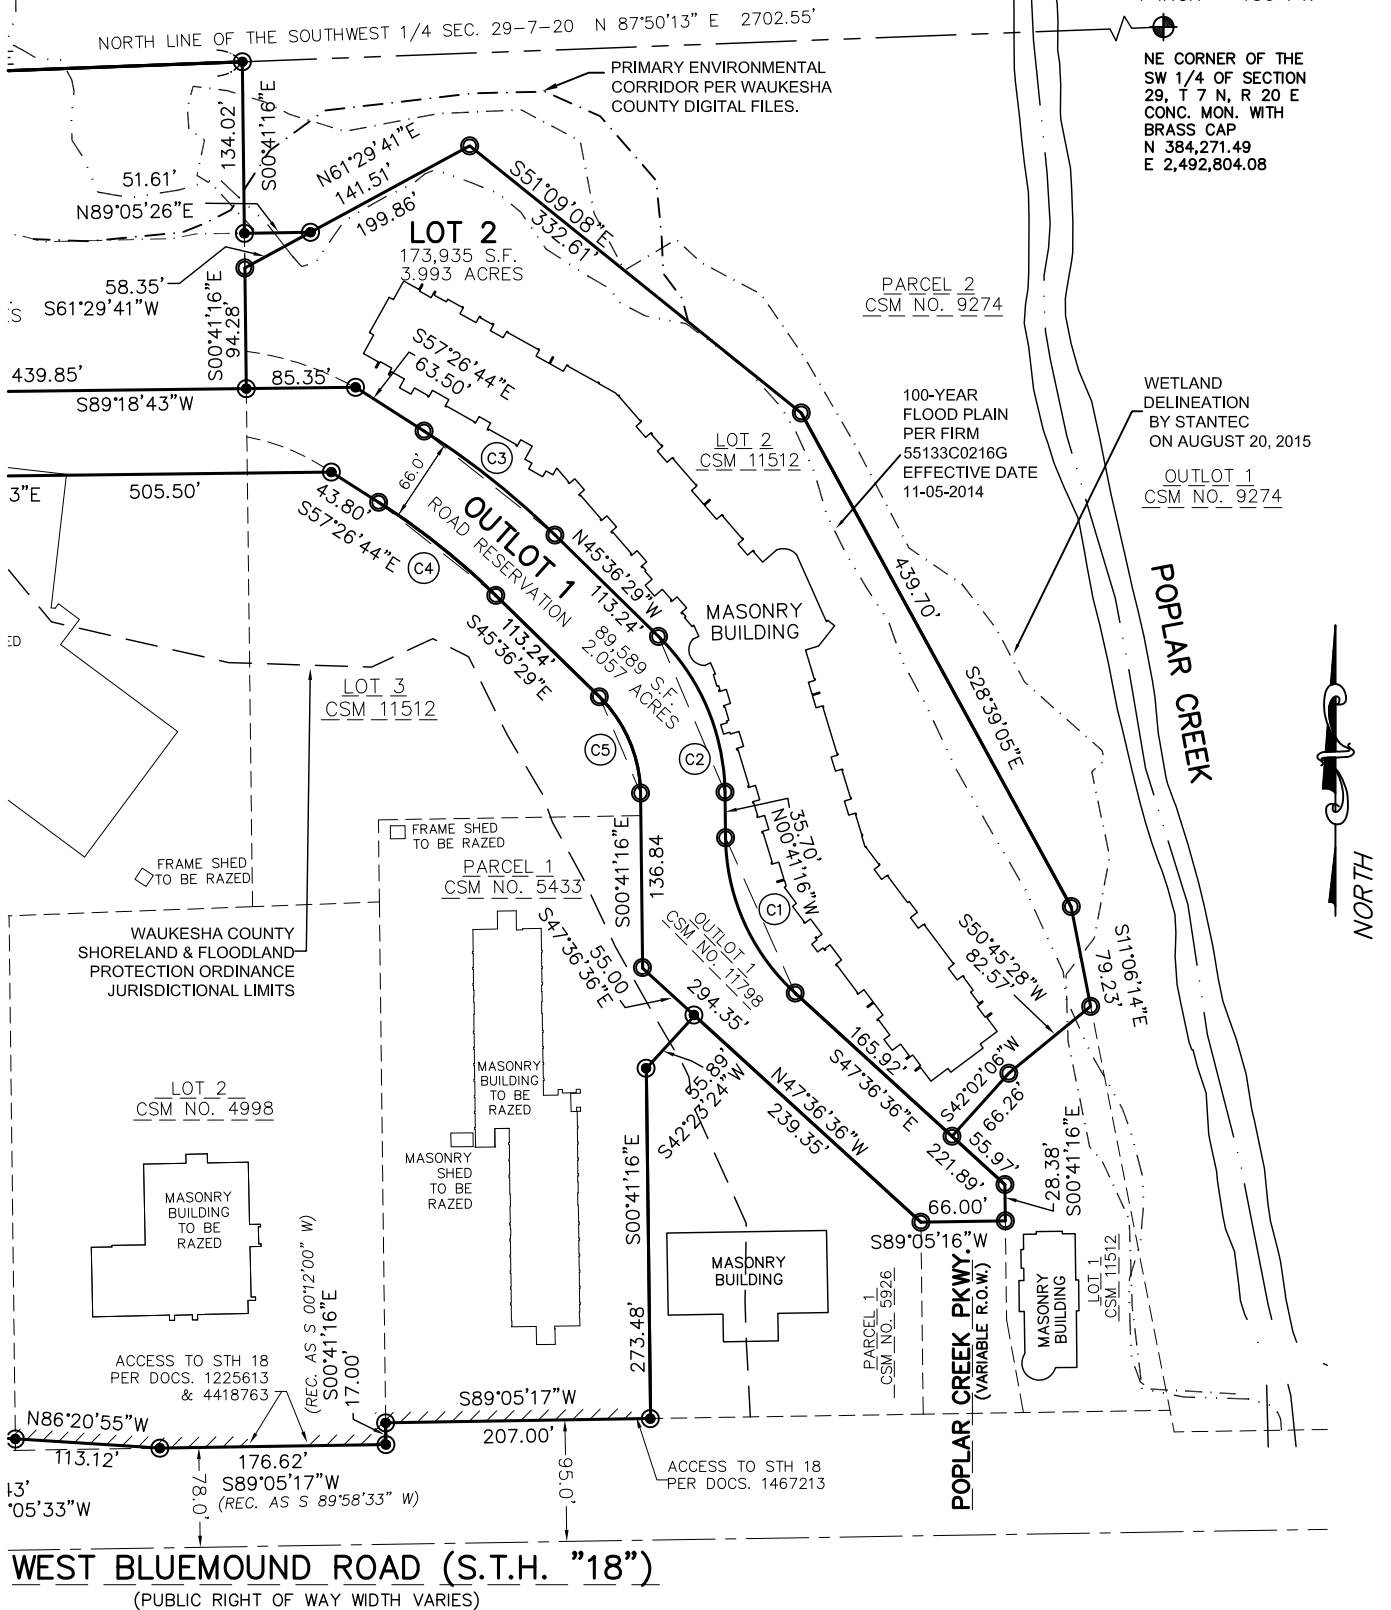 NORTH LINE OF THE SOUTHWEST 1/4 SEC. 29-7-20 N 87°50'13" E 2702.55'
NE CORNER OF THE
SW 1/4 OF SECTION
29, T 7 N, R 20 E
CONC. MON. WITH
BRASS CAP
N 384,271.49
E 2,492,804.08
PRIMARY ENVIRONMENTAL
CORRIDOR PER WAUKESHA
COUNTY DIGITAL FILES.
134.02'
S00°41'16"E
51.61'
N89°05'26"E
N61°29'41"E
141.51'
199.86'
S51°09'08"E
332.61'
LOT 2
173,935 S.F.
3.993 ACRES
58.35'
S61°29'41"W
S00°41'16"E
94.28'
PARCEL 2
CSM NO. 9274
439.85'
S89°18'43"W
85.35'
S57°26'44"E
63.50'
100-YEAR
FLOOD PLAIN
PER FIRM
55133C0216G
EFFECTIVE DATE
11-05-2014
WETLAND
DELINEATION
BY STANTEC
ON AUGUST 20, 2015
OUTLOT 1
CSM NO. 9274
LOT 2
CSM 11512
3"E
505.50'
43.80'
S57°26'44"E
C3
66.0'
C4
OUTLOT 1
ROAD RESERVATION
89,589 S.F.
2.057 ACRES
N45°36'29"W
113.24'
113.24'
S45°36'29"E
MASONRY
BUILDING
439.70'
S28°39'05"E
POPLAR CREEK
LOT 3
CSM 11512
C5
C2
35.70'
N00°41'16"W
NORTH
FRAME SHED
TO BE RAZED
FRAME SHED
TO BE RAZED
PARCEL 1
CSM NO. 5433
S00°41'16"E
136.84
C1
OUTLOT 1
CSM NO. 11798
WAUKESHA COUNTY
SHORELAND & FLOODLAND
PROTECTION ORDINANCE
JURISDICTIONAL LIMITS
S47°36'36"E
55.00
294.35'
S50°45'28"W
82.57'
S11°06'14"E
79.23'
LOT 2
CSM NO. 4998
MASONRY
BUILDING
TO BE
RAZED
55.89'
S42°23'24"W
165.92'
S47°36'36"E
N47°36'36"W
239.35'
S42°02'06"W
66.26'
55.97'
221.89'
28.38'
S00°41'16"E
MASONRY
SHED
TO BE
RAZED
MASONRY
BUILDING
TO BE
RAZED
S00°41'16"E
273.48'
66.00'
S89°05'16"W
MASONRY
BUILDING
PARCEL 1
CSM NO. 5926
POPLAR CREEK PKWY.
(VARIABLE R.O.W.)
MASONRY
BUILDING
LOT 1
CSM 11512
ACCESS TO STH 18
PER DOCS. 1225613
& 4418763
(REC. AS S 00°12'00" W)
S00°41'16"E
17.00'
S89°05'17"W
207.00'
N86°20'55"W
113.12'
176.62'
S89°05'17"W
(REC. AS S 89°58'33" W)
78.0'
95.0'
ACCESS TO STH 18
PER DOCS. 1467213
43'
°05'33"W
WEST BLUEMOUND ROAD (S.T.H. "18")
(PUBLIC RIGHT OF WAY WIDTH VARIES)